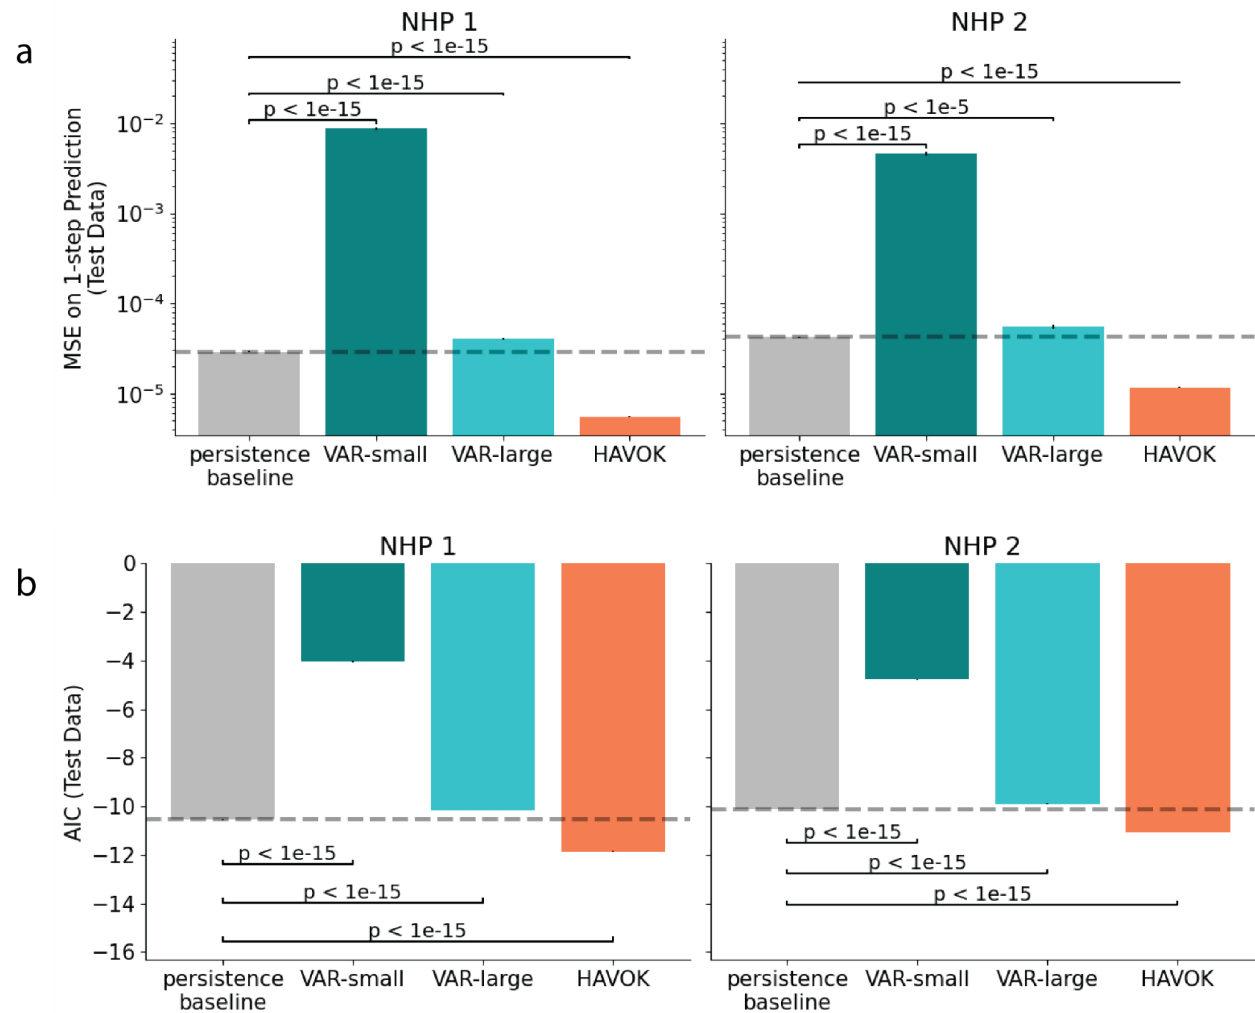 a
NHP 1
NHP 2
MSE on 1-step Prediction
(Test Data)
10⁻²
10⁻³
10⁻⁴
10⁻⁵
p < 1e-15
p < 1e-15
p < 1e-15
persistence
baseline
VAR-small
VAR-large
HAVOK
p < 1e-15
p < 1e-5
p < 1e-15
persistence
baseline
VAR-small
VAR-large
HAVOK
b
NHP 1
NHP 2
AIC (Test Data)
0
−2
−4
−6
−8
−10
−12
−14
−16
p < 1e-15
p < 1e-15
p < 1e-15
persistence
baseline
VAR-small
VAR-large
HAVOK
p < 1e-15
p < 1e-15
p < 1e-15
persistence
baseline
VAR-small
VAR-large
HAVOK